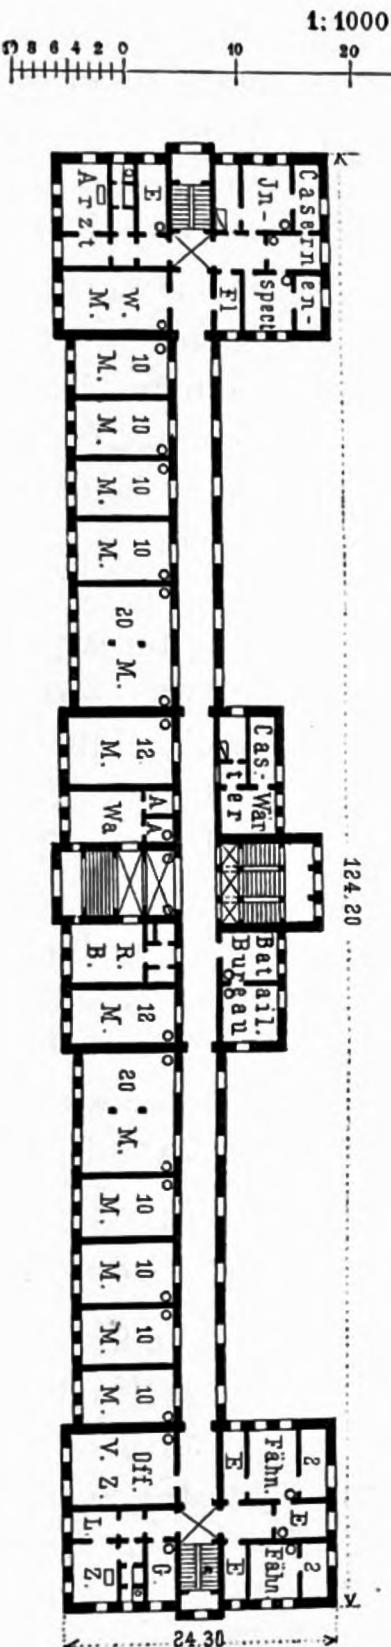 1:1000
8 6 4 2 0 10 20
Arzt
E
Casern
en-
Jn-
spect
Fl
W.
M.
10
M.
10
M.
10
M.
10
M.
20
M.
12
M.
Cas.
Wär
ter
Wa
A
A
124,20
R.
B.
Batail.
Bureau
12
M.
20
M.
10
M.
10
M.
10
M.
10
M.
Off.
V. Z.
E
Fähn.
2
E
L.
Z.
C.
E
Fähn.
2
24.30